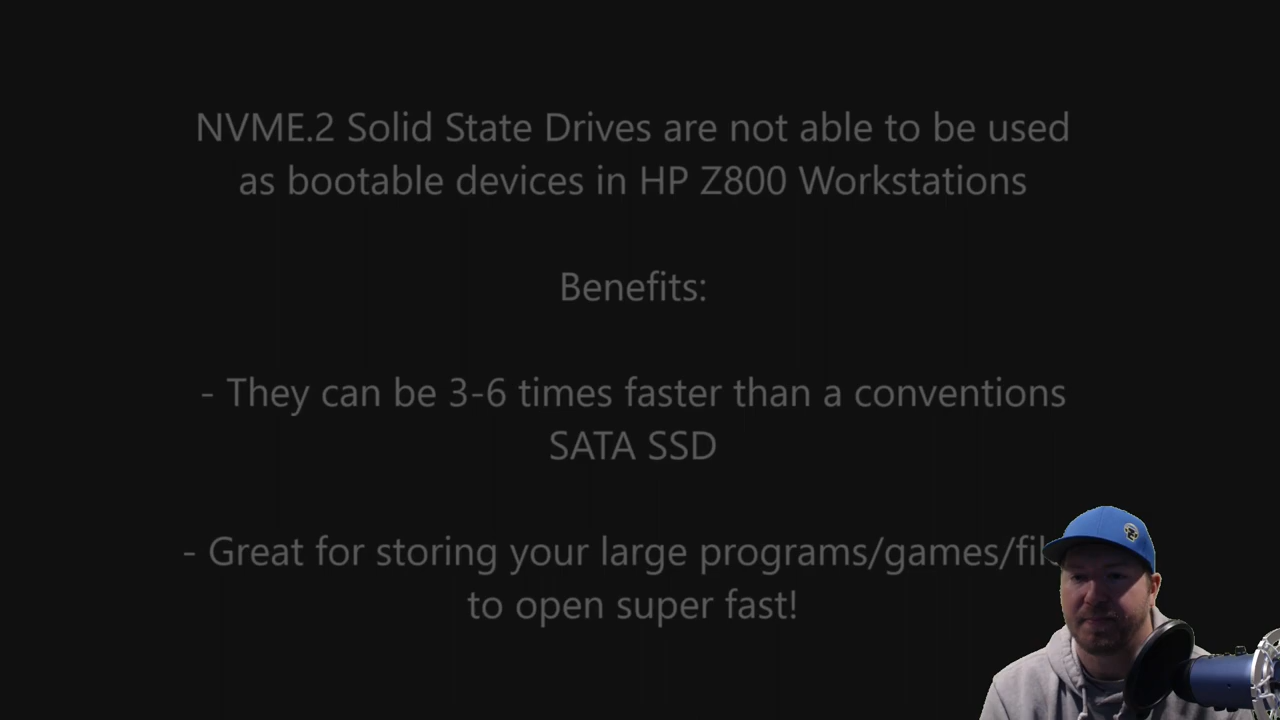 NVME.2 Solid State Drives are not able to be used
as bootable devices in HP Z800 Workstations
Benefits:
- They can be 3-6 times faster than a conventions
SATA SSD
- Great for storing your large programs/games/fil
to open super fast!